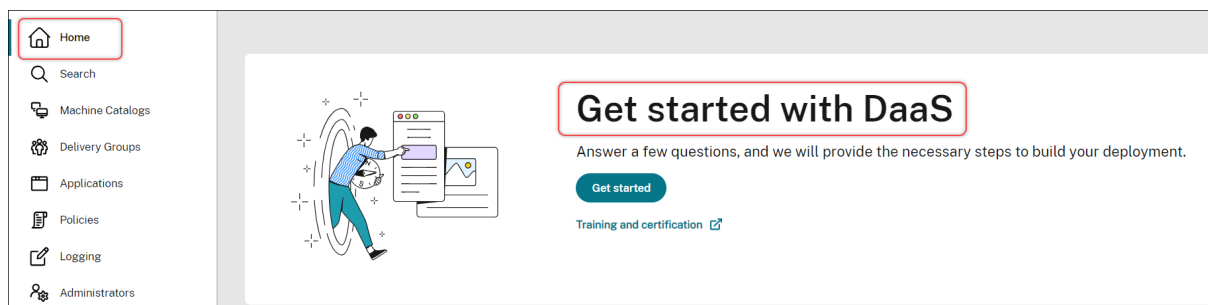 Home
Search
Machine Catalogs
Delivery Groups
Applications
Policies
Logging
Administrators
Get started with DaaS
Answer a few questions, and we will provide the necessary steps to build your deployment.
Get started
Training and certification